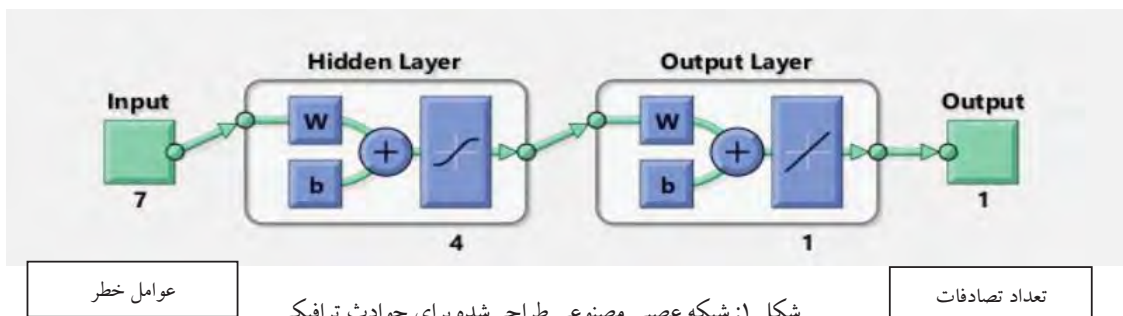 Hidden Layer
Output Layer
Input
Output
W
b
W
b
7
4
1
1
عوامل خطر
تعداد تصادفات
شکل ۱: شبکه عصبی مصنوعی طراحی شده برای حوادث ترافیکی